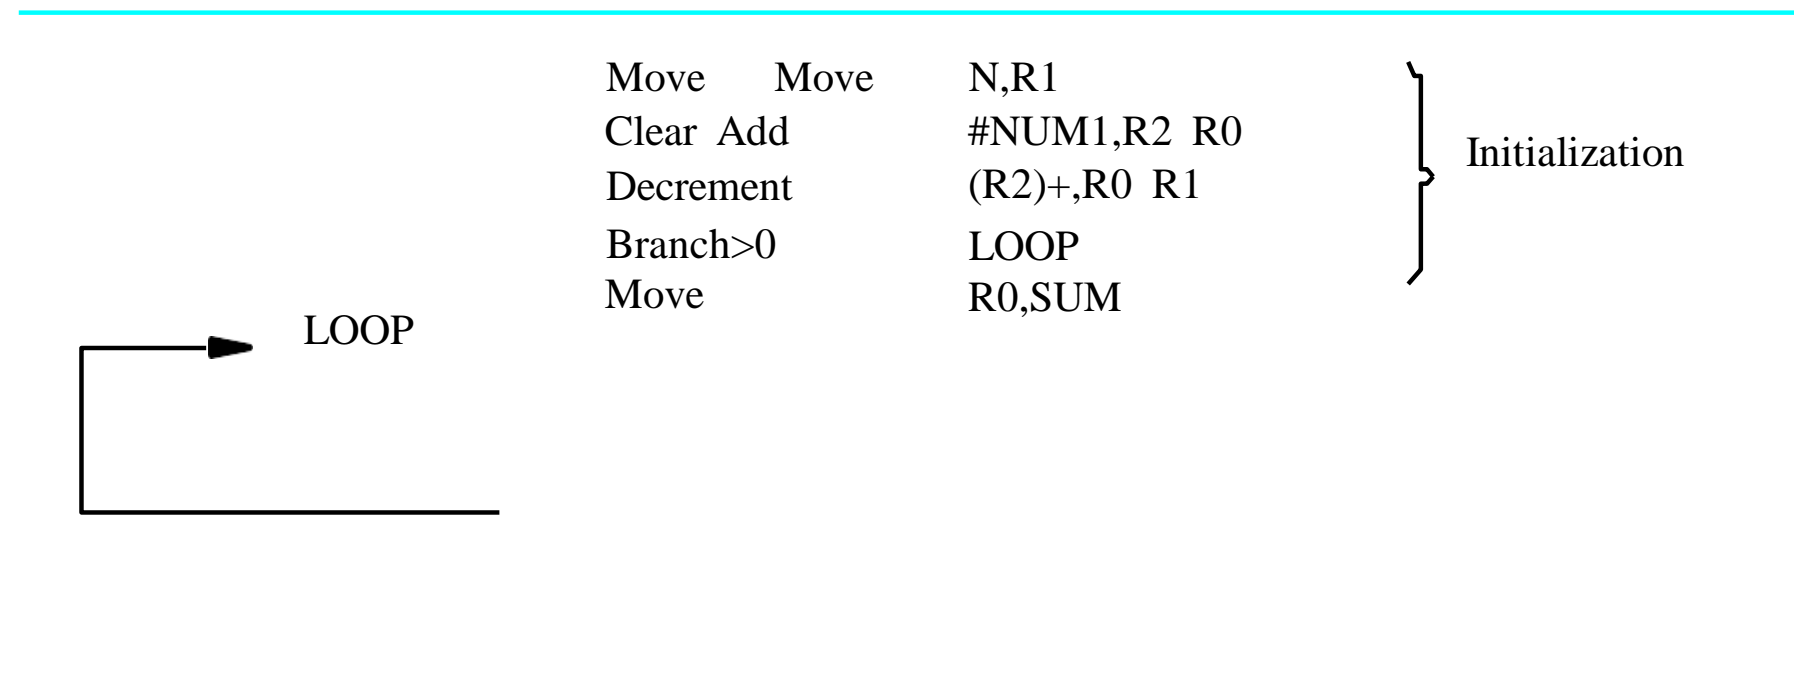 Move Move N,R1
Clear Add #NUM1,R2 R0
Initialization
Decrement (R2)+,R0 R1
Branch>0 LOOP
Move R0,SUM
LOOP